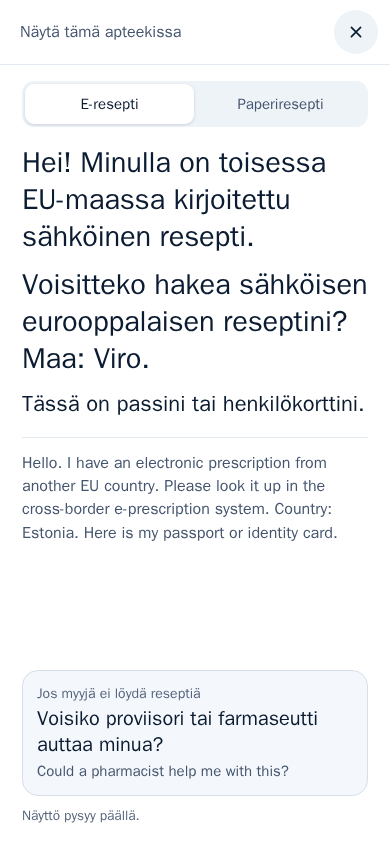 Näytä tämä apteekissa
E-resepti
Paperiresepti
Hei! Minulla on toisessa
EU-maassa kirjoitettu
sähköinen resepti.
Voisitteko hakea sähköisen
eurooppalaisen reseptini?
Maa: Viro.
Tässä on passini tai henkilökorttini.
Hello. I have an electronic prescription from
another EU country. Please look it up in the
cross-border e-prescription system. Country:
Estonia. Here is my passport or identity card.
Jos myyjä ei löydä reseptiä
Voisiko proviisori tai farmaseutti
auttaa minua?
Could a pharmacist help me with this?
Näyttö pysyy päällä.